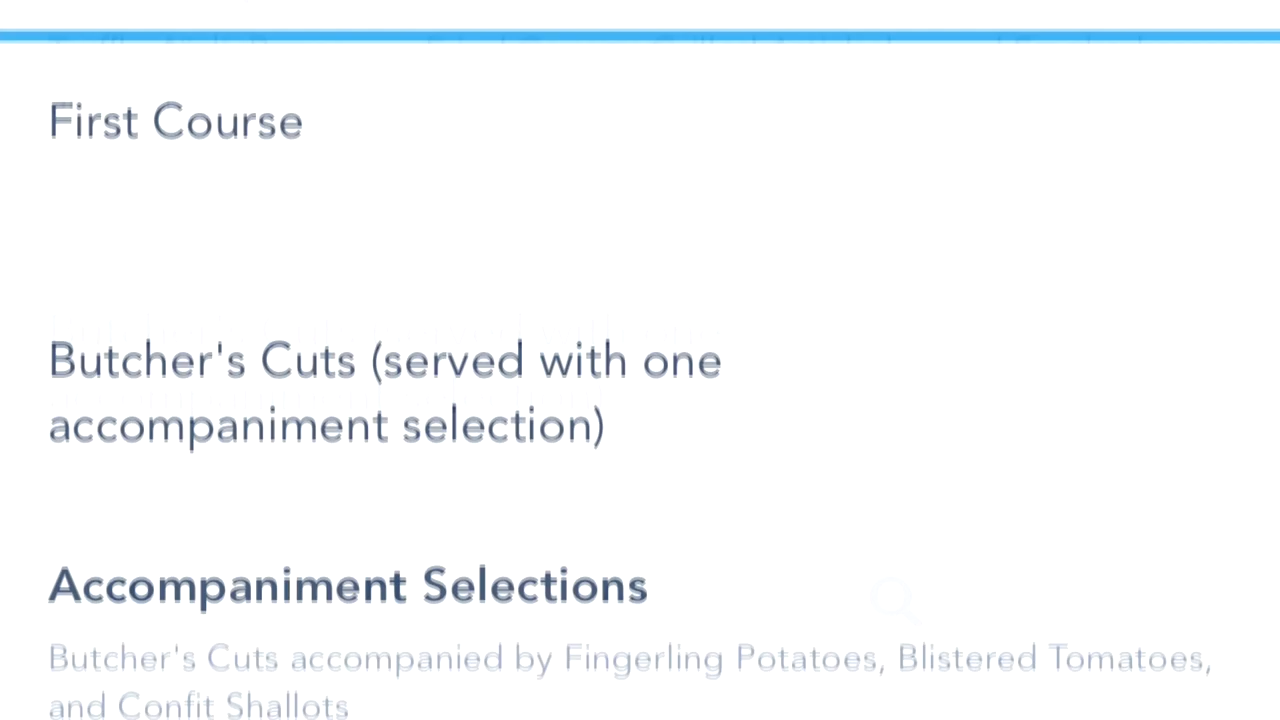 First Course
Butcher's Cuts (served with one
accompaniment selection)
Accompaniment Selections
Butcher's Cuts accompanied by Fingerling Potatoes, Blistered Tomatoes,
and Confit Shallots